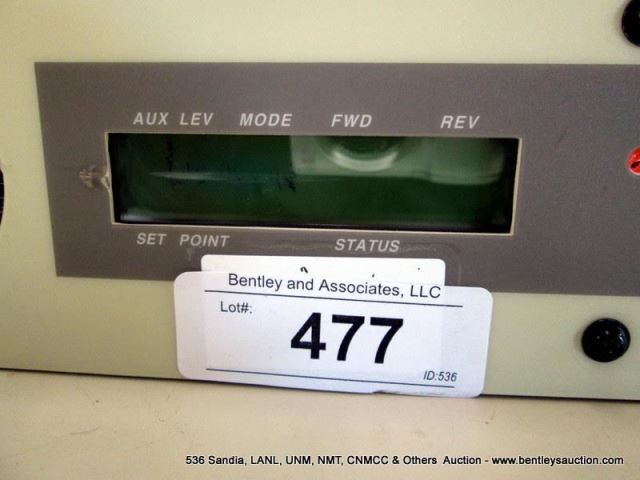 AUX LEV MODE FWD REV
SET POINT STATUS
Bentley and Associates, LLC
Lot#:
477
ID:536
536 Sandia, LANL, UNM, NMT, CNMCC & Others Auction - www.bentleysauction.com